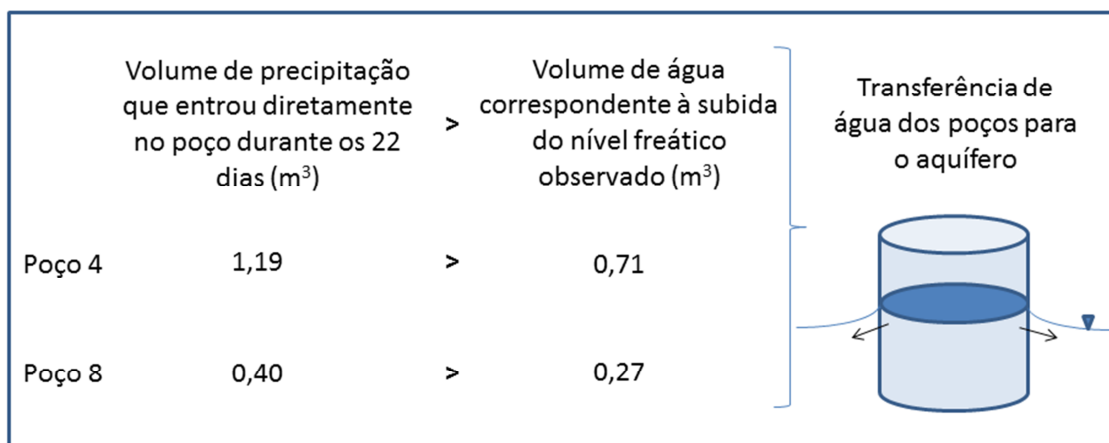 Volume de precipitação
que entrou diretamente
no poço durante os 22
dias (m³)
>
Volume de água
correspondente à subida
do nível freático
observado (m³)
Transferência de
água dos poços para
o aquífero
Poço 4 1,19 > 0,71
Poço 8 0,40 > 0,27